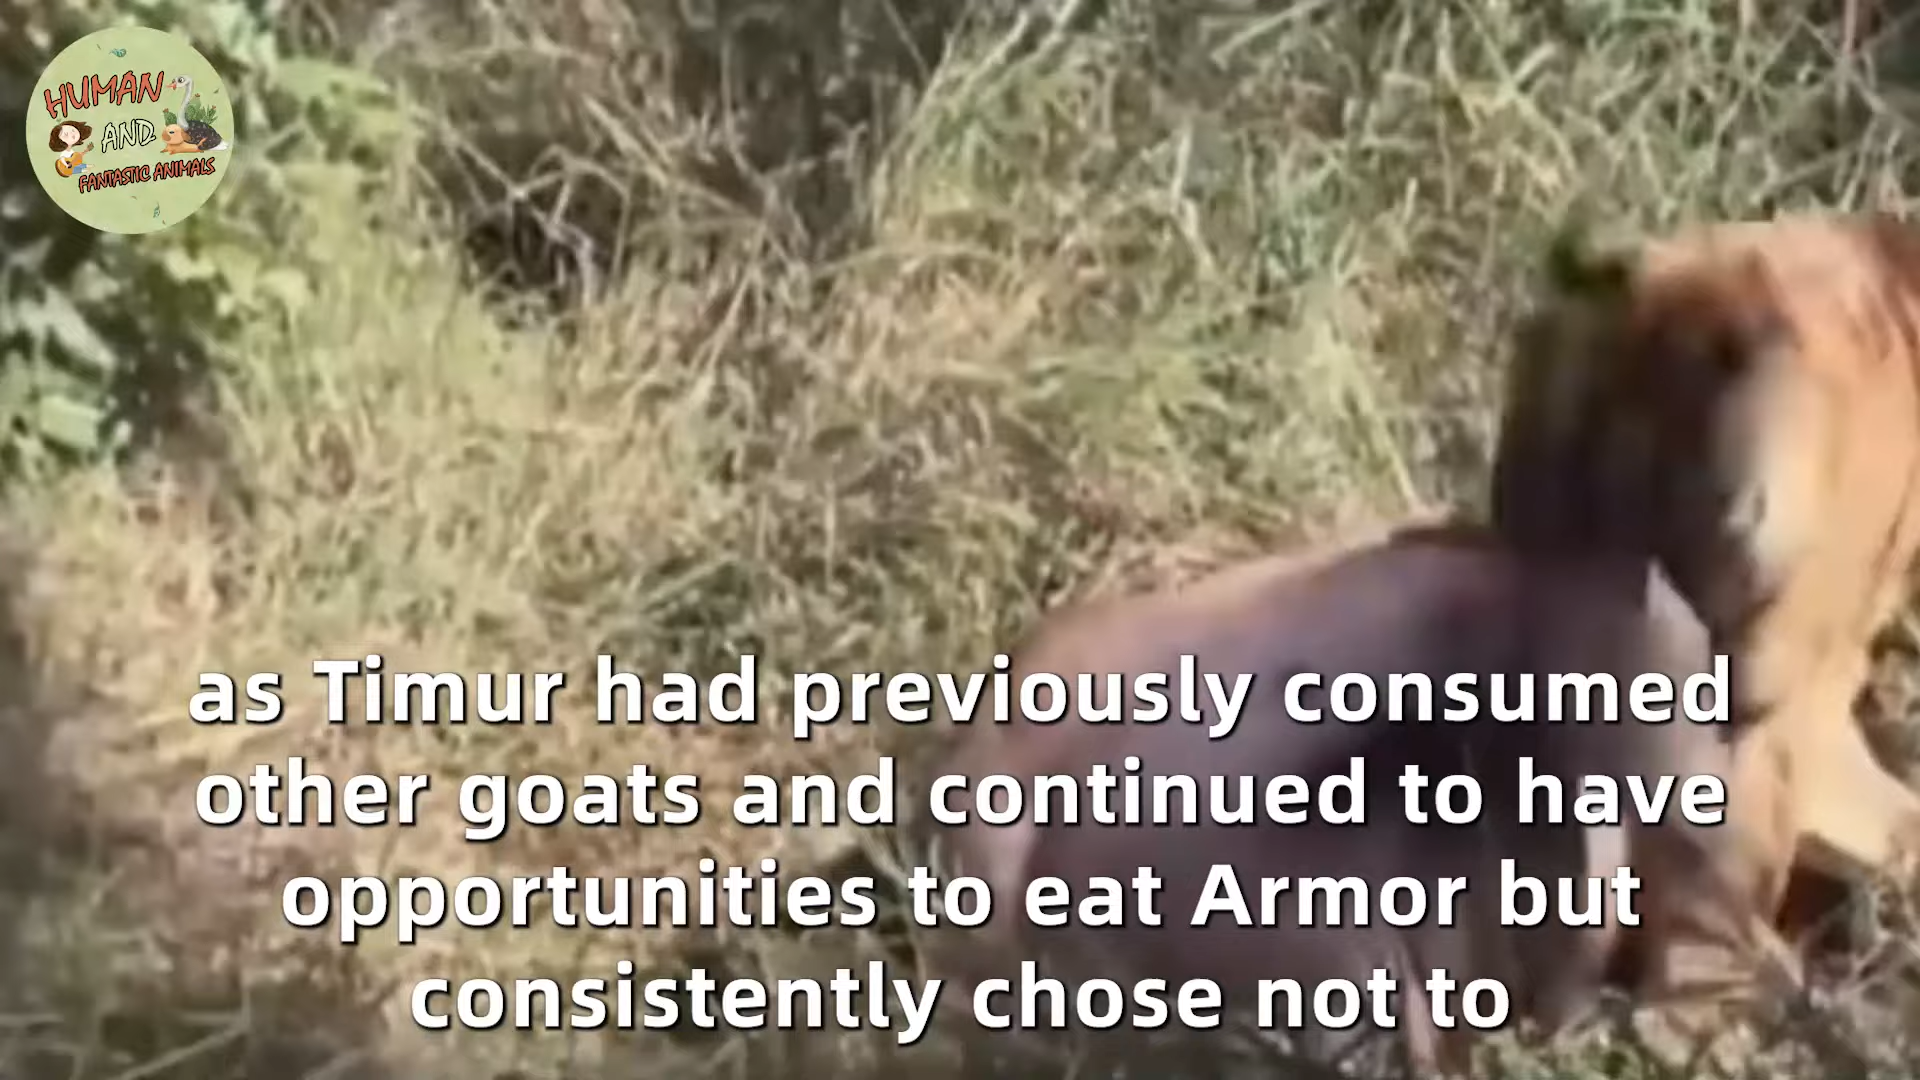 HUMAN
AND
FANTASTIC ANIMALS
as Timur had previously consumed
other goats and continued to have
opportunities to eat Armor but
consistently chose not to